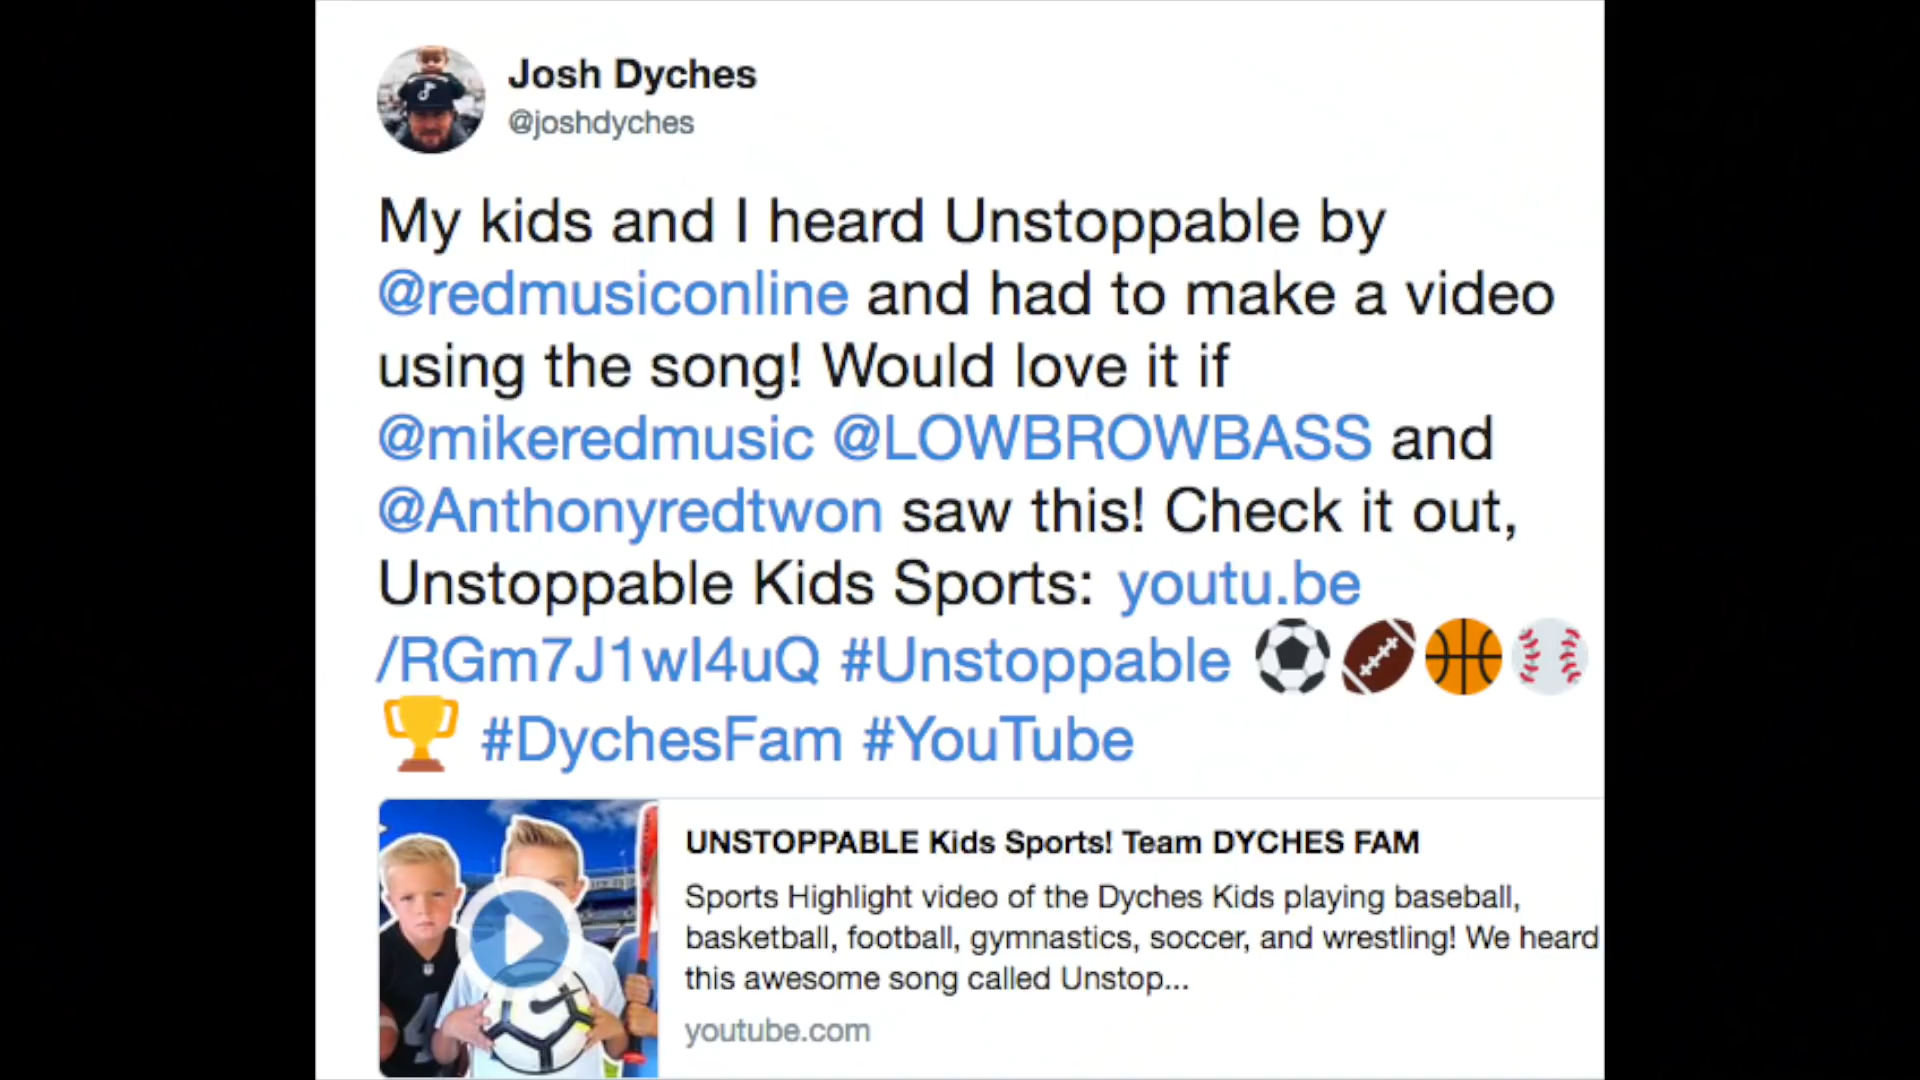 Josh Dyches
@joshdyches
My kids and I heard Unstoppable by
@redmusiconline and had to make a video
using the song! Would love it if
@mikeredmusic @LOWBROWBASS and
@Anthonyredtwon saw this! Check it out,
Unstoppable Kids Sports: youtu.be
/RGm7J1wI4uQ #Unstoppable ⚽🏈🏀⚾
🏆 #DychesFam #YouTube
UNSTOPPABLE Kids Sports! Team DYCHES FAM
Sports Highlight video of the Dyches Kids playing baseball,
basketball, football, gymnastics, soccer, and wrestling! We heard
this awesome song called Unstop...
youtube.com
4